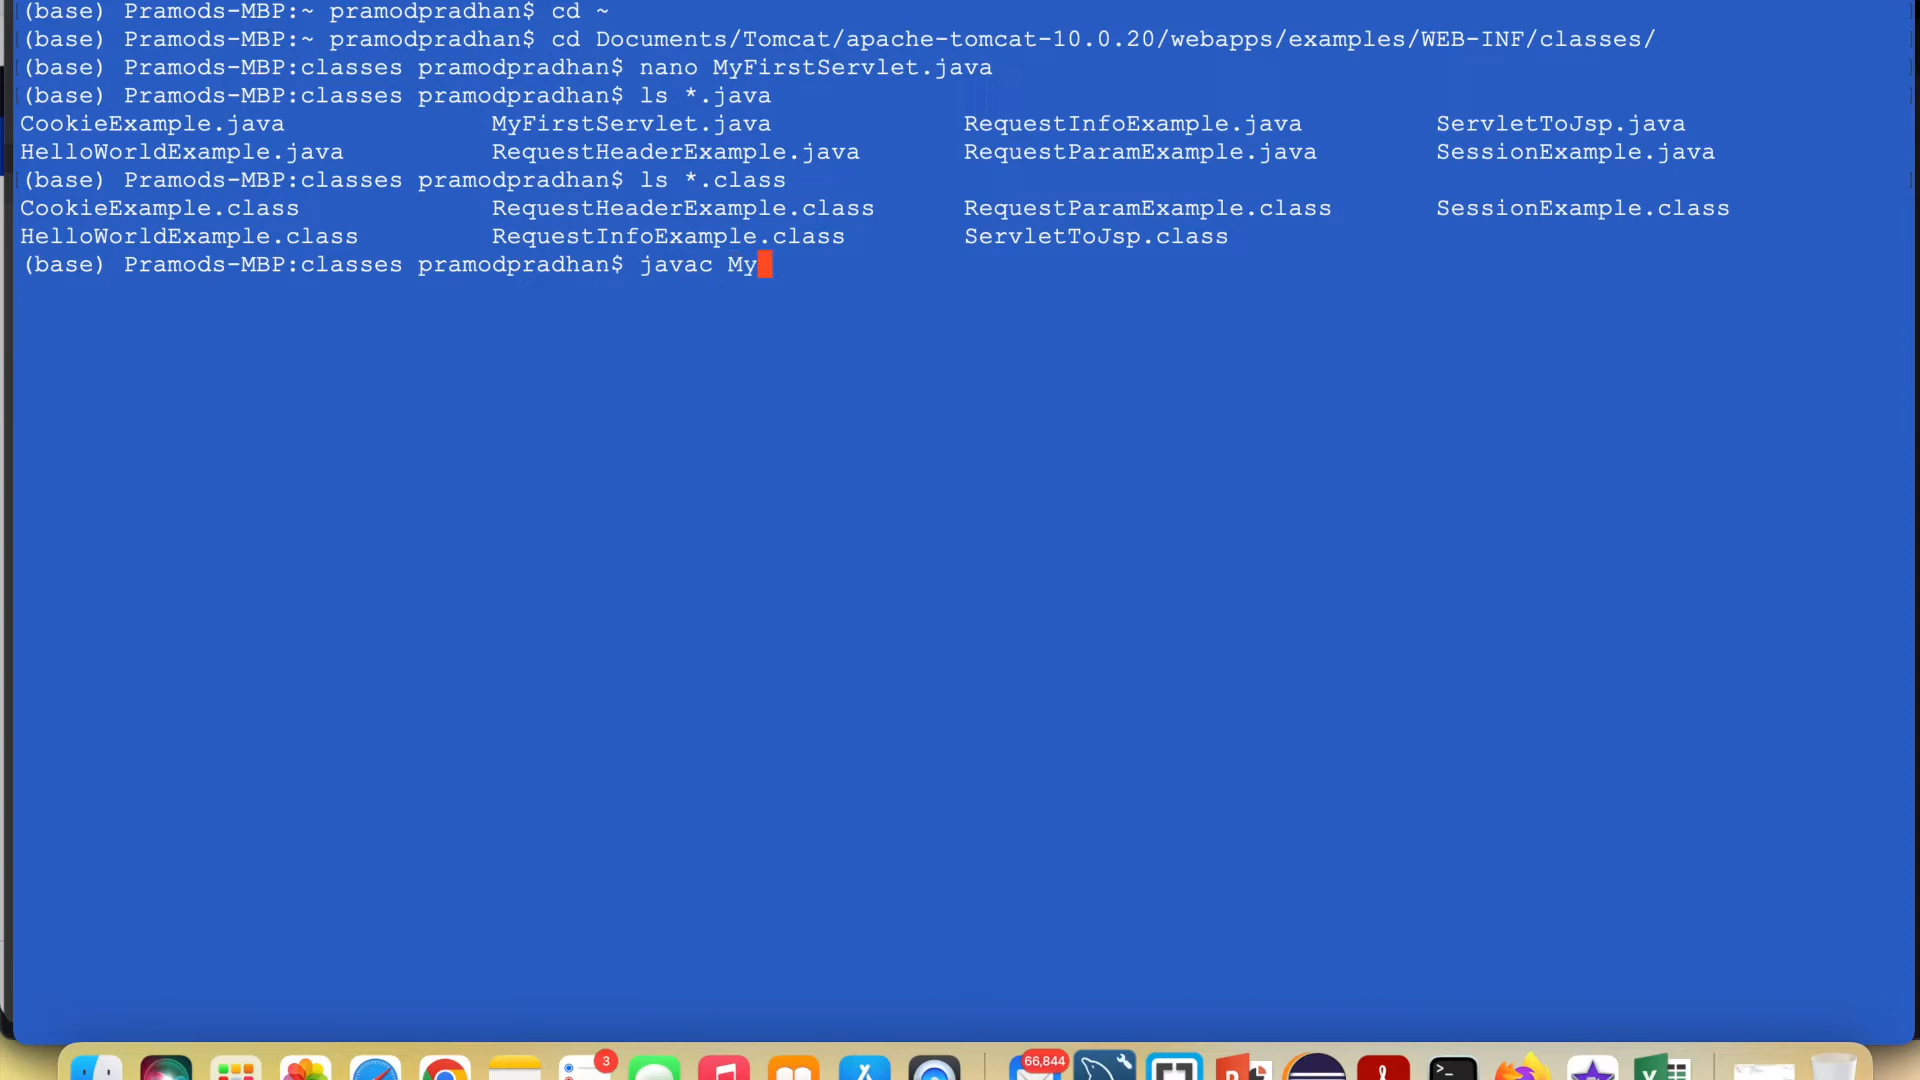 (base) Pramods-MBP:~ pramodpradhan$ cd ~
(base) Pramods-MBP:~ pramodpradhan$ cd Documents/Tomcat/apache-tomcat-10.0.20/webapps/examples/WEB-INF/classes/
(base) Pramods-MBP:classes pramodpradhan$ nano MyFirstServlet.java
(base) Pramods-MBP:classes pramodpradhan$ ls *.java
CookieExample.java MyFirstServlet.java RequestInfoExample.java ServletToJsp.java
HelloWorldExample.java RequestHeaderExample.java RequestParamExample.java SessionExample.java
(base) Pramods-MBP:classes pramodpradhan$ ls *.class
CookieExample.class RequestHeaderExample.class RequestParamExample.class SessionExample.class
HelloWorldExample.class RequestInfoExample.class ServletToJsp.class
(base) Pramods-MBP:classes pramodpradhan$ javac My
3 66,844